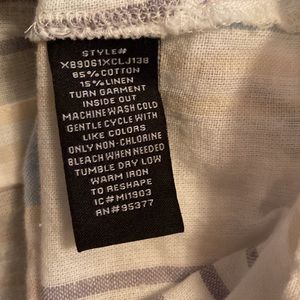 STYLE#
X89061XCLJ138
85% COTTON
15% LINEN
TURN GARMENT
INSIDE OUT
MACHINE WASH COLD
GENTLE CYCLE WITH
LIKE COLORS
ONLY NON-CHLORINE
BLEACH WHEN NEEDED
TUMBLE DRY LOW
WARM IRON
TO RESHAPE
IC#MI1903
RN#95377